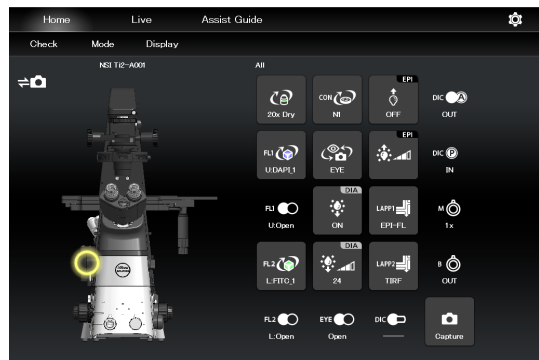 Home Live Assist Guide
Check Mode Display
NSI Ti2-A001
All
20x Dry
CON
N1
EPI
OFF
DIC A
OUT
FL1
U:DAPI_1
EYE
EPI
DIC P
IN
FL1
U:Open
DIA
ON
LAPP1
EPI-FL
M
1x
FL2
L:FITC_1
DIA
24
LAPP2
TIRF
B
OUT
FL2
L:Open
EYE
Open
DIC
Capture